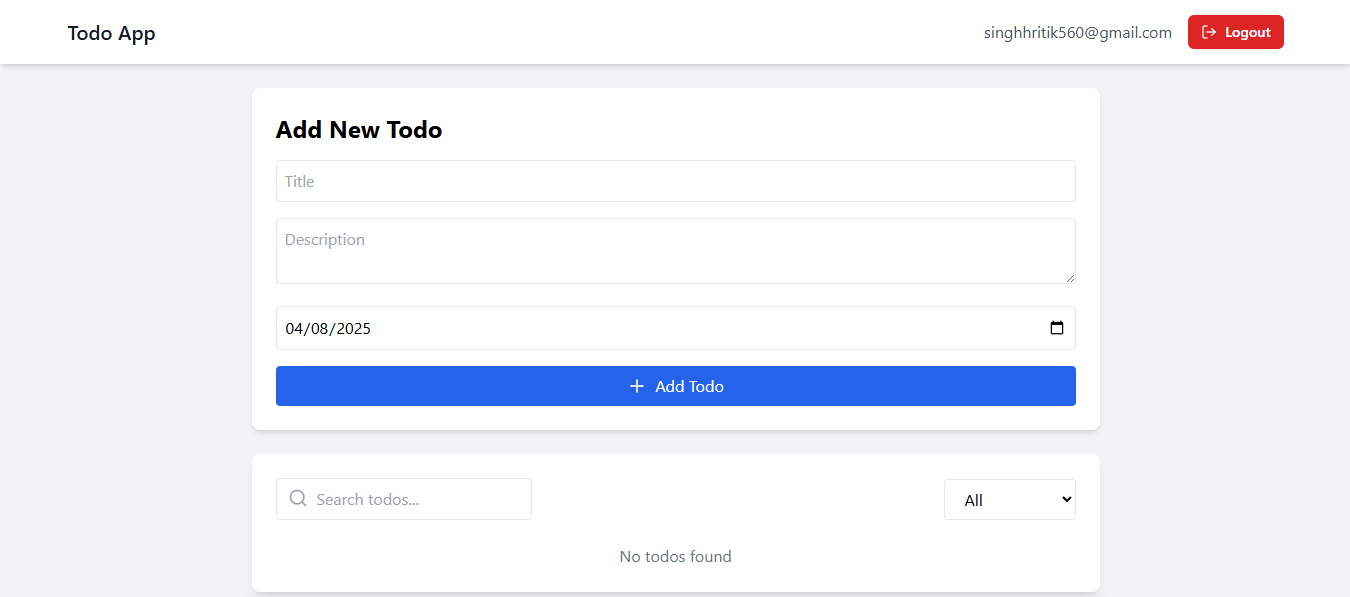 Todo App
singhhritik560@gmail.com
Logout
Add New Todo
Title
Description
04/08/2025
Add Todo
Search todos...
All
No todos found